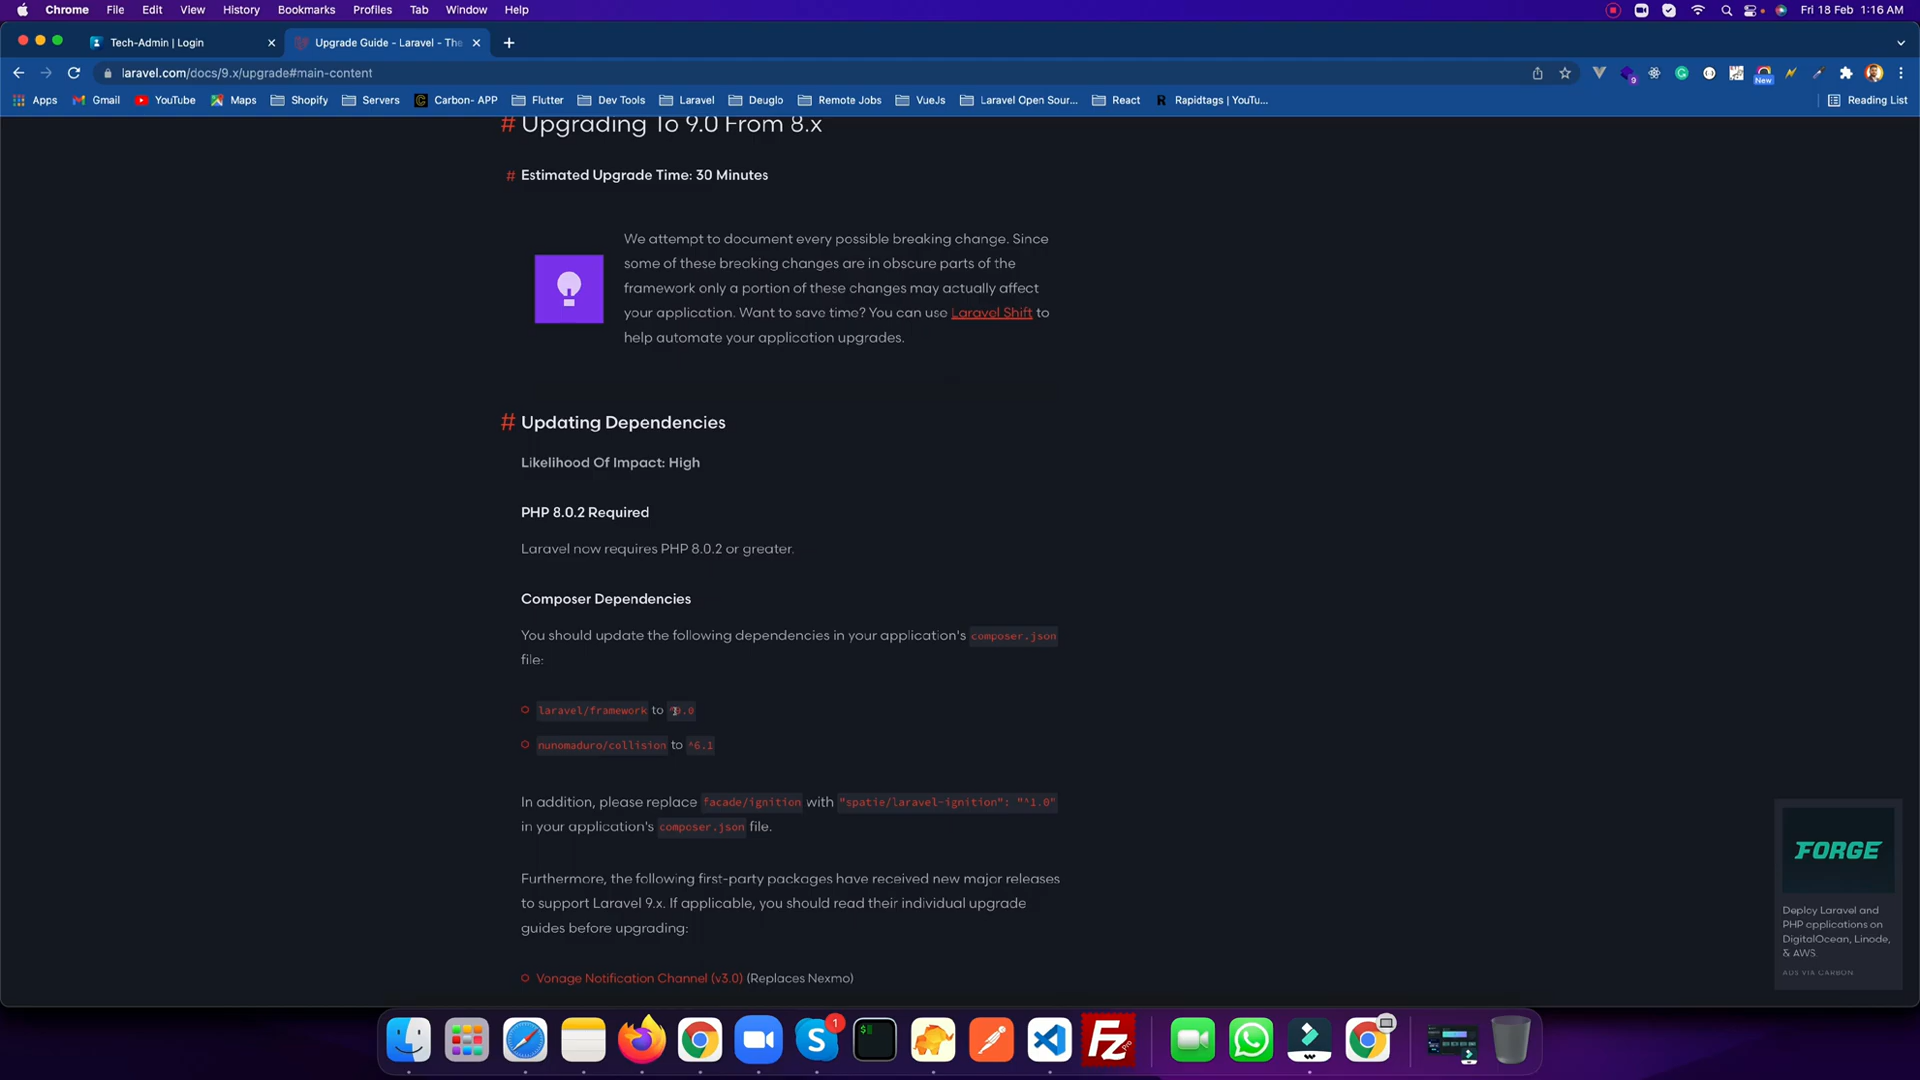 Chrome File Edit View History Bookmarks Profiles Tab Window Help Fri 18 Feb 1:16 AM
Tech-Admin | Login Upgrade Guide - Laravel - The
laravel.com/docs/9.x/upgrade#main-content New
Apps Gmail YouTube Maps Shopify Servers Carbon- APP Flutter Dev Tools Laravel Deuglo Remote Jobs VueJs Laravel Open Sour... React Rapidtags | YouTu... Reading List
# Upgrading To 9.0 From 8.x
# Estimated Upgrade Time: 30 Minutes
We attempt to document every possible breaking change. Since
some of these breaking changes are in obscure parts of the
framework only a portion of these changes may actually affect
your application. Want to save time? You can use Laravel Shift to
help automate your application upgrades.
# Updating Dependencies
Likelihood Of Impact: High
PHP 8.0.2 Required
Laravel now requires PHP 8.0.2 or greater.
Composer Dependencies
You should update the following dependencies in your application's composer.json
file:
laravel/framework to ^9.0
nunomaduro/collision to ^6.1
In addition, please replace facade/ignition with "spatie/laravel-ignition": "^1.0"
in your application's composer.json file.
Furthermore, the following first-party packages have received new major releases
to support Laravel 9.x. If applicable, you should read their individual upgrade
guides before upgrading:
Vonage Notification Channel (v3.0) (Replaces Nexmo)
FORGE
Deploy Laravel and
PHP applications on
DigitalOcean, Linode,
& AWS.
ADS VIA CARBON
1